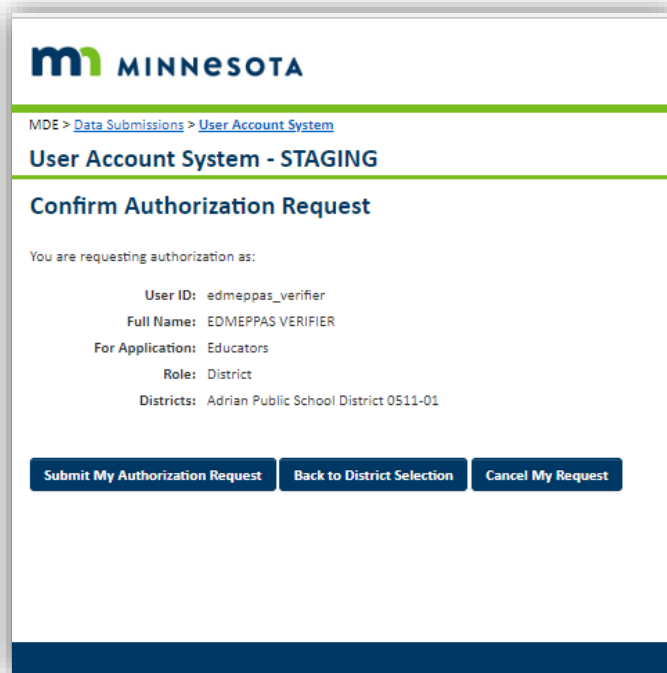 MINNESOTA
MDE > Data Submissions > User Account System
User Account System - STAGING
Confirm Authorization Request
You are requesting authorization as:
User ID: edmeppas_verifier
Full Name: EDMEPPAS VERIFIER
For Application: Educators
Role: District
Districts: Adrian Public School District 0511-01
Submit My Authorization Request Back to District Selection Cancel My Request